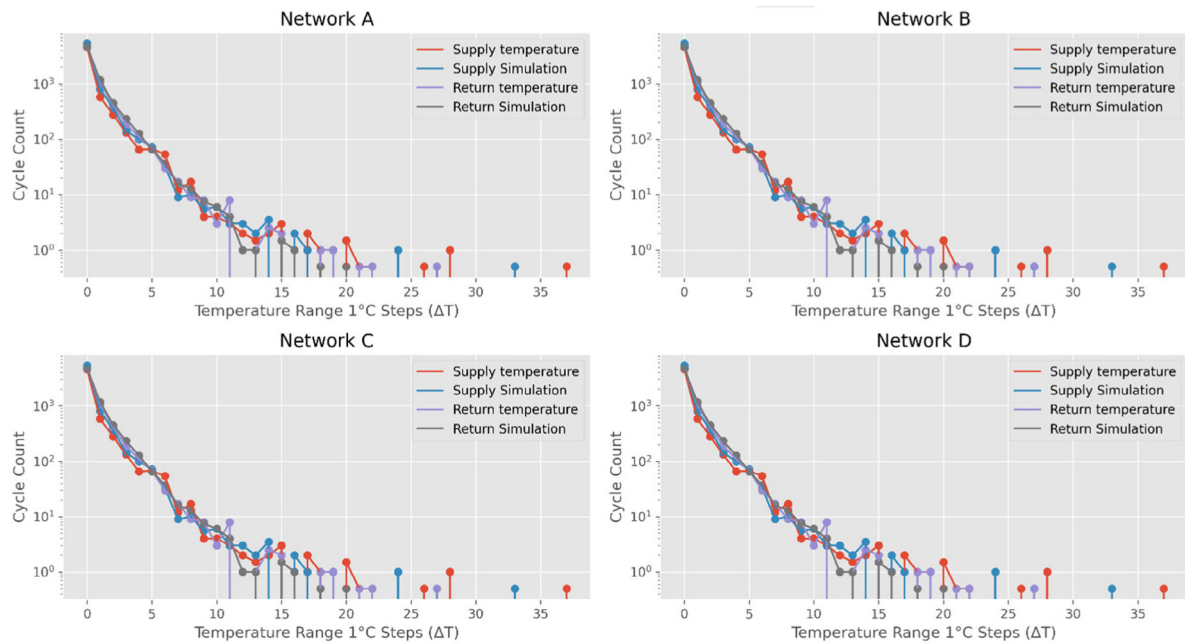 Network A
Supply temperature
Supply Simulation
Return temperature
Return Simulation
Cycle Count
10³
10²
10¹
10⁰
0 5 10 15 20 25 30 35
Temperature Range 1°C Steps (ΔT)
Network B
Supply temperature
Supply Simulation
Return temperature
Return Simulation
Cycle Count
10³
10²
10¹
10⁰
0 5 10 15 20 25 30 35
Temperature Range 1°C Steps (ΔT)
Network C
Supply temperature
Supply Simulation
Return temperature
Return Simulation
Cycle Count
10³
10²
10¹
10⁰
0 5 10 15 20 25 30 35
Temperature Range 1°C Steps (ΔT)
Network D
Supply temperature
Supply Simulation
Return temperature
Return Simulation
Cycle Count
10³
10²
10¹
10⁰
0 5 10 15 20 25 30 35
Temperature Range 1°C Steps (ΔT)